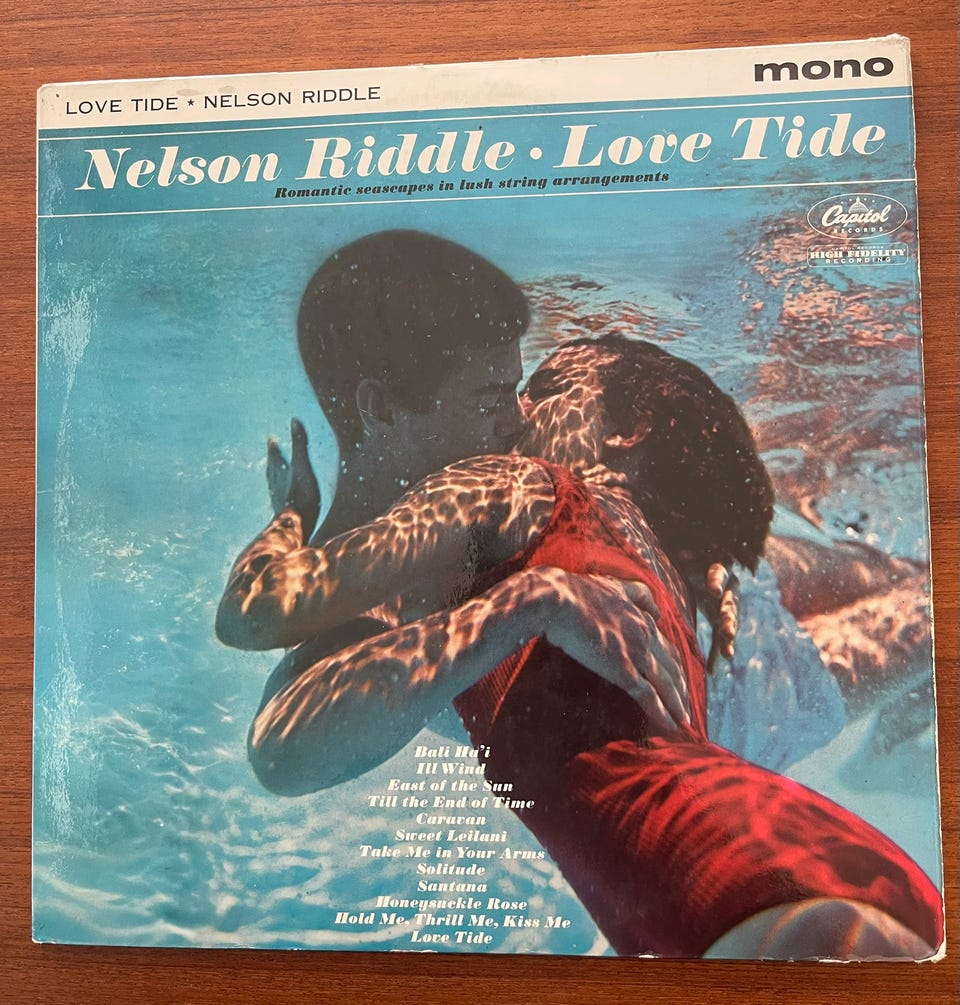 LOVE TIDE ★ NELSON RIDDLE
mono
Nelson Riddle · Love Tide
Romantic seascapes in lush string arrangements
Capitol
RECORDS
HIGH FIDELITY
RECORDING
Bali Ha'i
Ill Wind
East of the Sun
Till the End of Time
Caravan
Sweet Leilani
Take Me in Your Arms
Solitude
Santana
Honeysuckle Rose
Hold Me, Thrill Me, Kiss Me
Love Tide